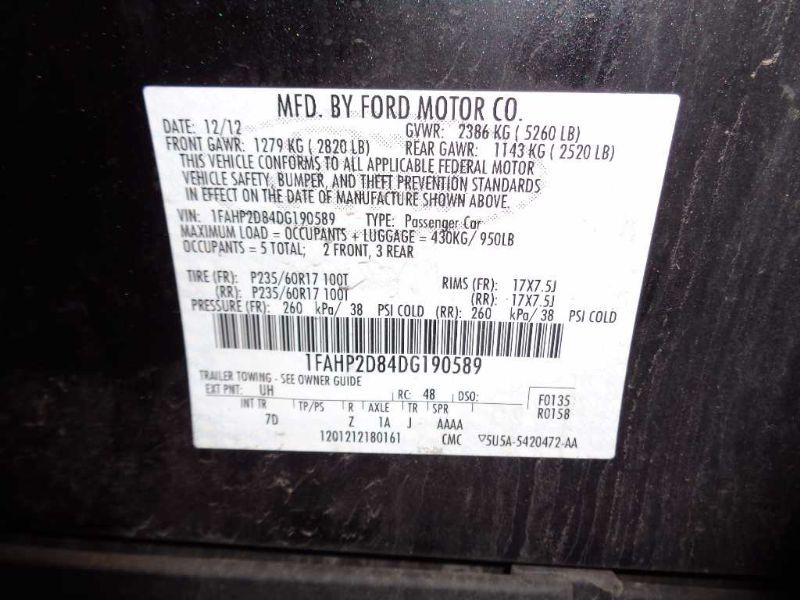 MFD. BY FORD MOTOR CO.
DATE: 12/12 GVWR: 2386 KG ( 5260 LB)
FRONT GAWR: 1279 KG ( 2820 LB) REAR GAWR: 1143 KG ( 2520 LB)
THIS VEHICLE CONFORMS TO ALL APPLICABLE FEDERAL MOTOR
VEHICLE SAFETY, BUMPER, AND THEFT PREVENTION STANDARDS
IN EFFECT ON THE DATE OF MANUFACTURE SHOWN ABOVE.
VIN: 1FAHP2D84DG190589 TYPE: Passenger Car
MAXIMUM LOAD = OCCUPANTS + LUGGAGE = 430KG/ 950LB
OCCUPANTS = 5 TOTAL; 2 FRONT, 3 REAR
TIRE (FR): P235/60R17 100T RIMS (FR): 17X7.5J
(RR): P235/60R17 100T (RR): 17X7.5J
PRESSURE (FR): 260 kPa/ 38 PSI COLD (RR): 260 kPa/ 38 PSI COLD
1FAHP2D84DG190589
TRAILER TOWING - SEE OWNER GUIDE
EXT PNT: UH RC: 48 DSO: F0135
INT TR TP/PS R AXLE TR SPR R0158
7D Z 1A J AAAA
1201212180161 CMC ▽5U5A-5420472-AA